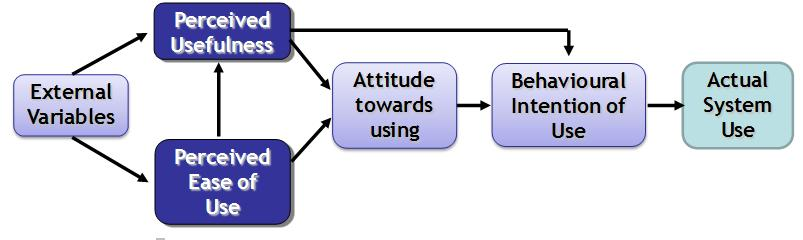 Perceived
Usefulness
External
Variables
Perceived
Ease of
Use
Attitude
towards
using
Behavioural
Intention of
Use
Actual
System
Use